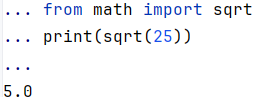 ... from math import sqrt
... print(sqrt(25))
...
5.0